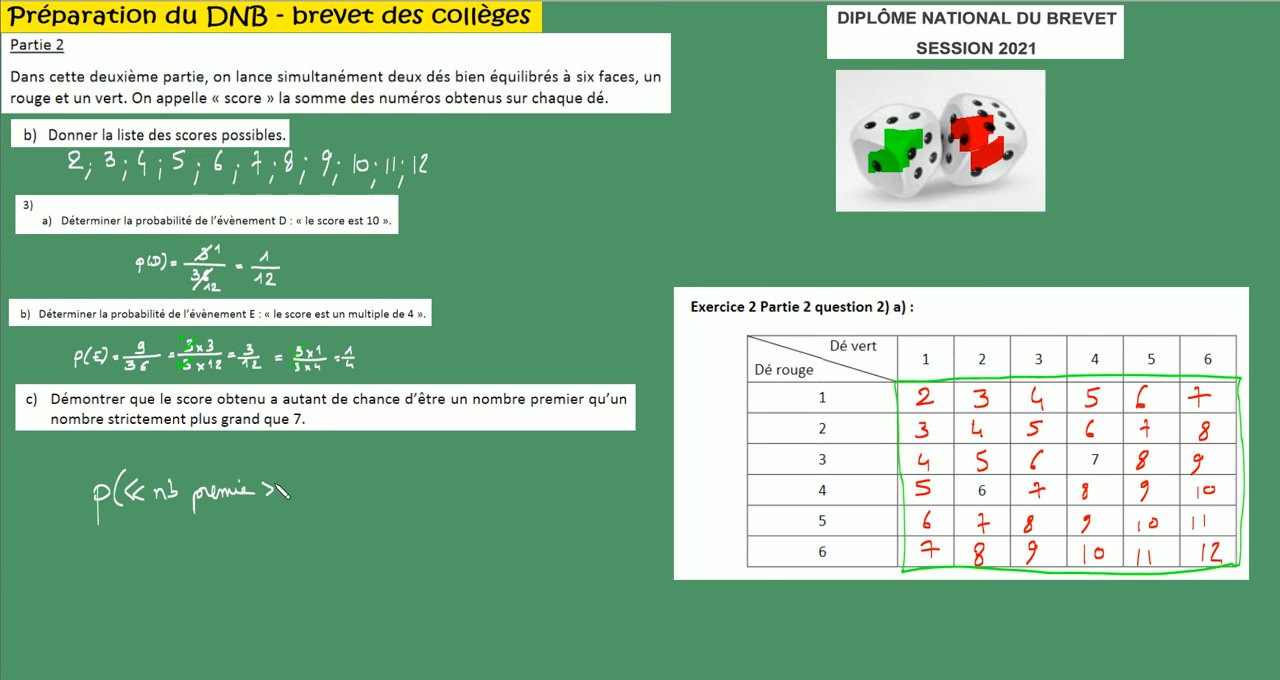 Préparation du DNB - brevet des collèges
DIPLÔME NATIONAL DU BREVET
SESSION 2021
Partie 2
Dans cette deuxième partie, on lance simultanément deux dés bien équilibrés à six faces, un
rouge et un vert. On appelle « score » la somme des numéros obtenus sur chaque dé.
b) Donner la liste des scores possibles.
2 ; 3 ; 4 ; 5 ; 6 ; 7 ; 8 ; 9 ; 10 ; 11 ; 12
3)
a) Déterminer la probabilité de l'évènement D : « le score est 10 ».
p(D) = 3 1 / 36 12 = 1/12
b) Déterminer la probabilité de l'évènement E : « le score est un multiple de 4 ».
p(E) = 9/36 = 3×3/3×12 = 3/12 = 3×1/3×4 = 1/4
c) Démontrer que le score obtenu a autant de chance d'être un nombre premier qu'un
nombre strictement plus grand que 7.
p(« nb premie »
Exercice 2 Partie 2 question 2) a) :
Dé vert
Dé rouge
1 2 3 4 5 6
1 2 3 4 5 6 7
2 3 4 5 6 7 8
3 4 5 6 7 8 9
4 5 6 7 8 9 10
5 6 7 8 9 10 11
6 7 8 9 10 11 12